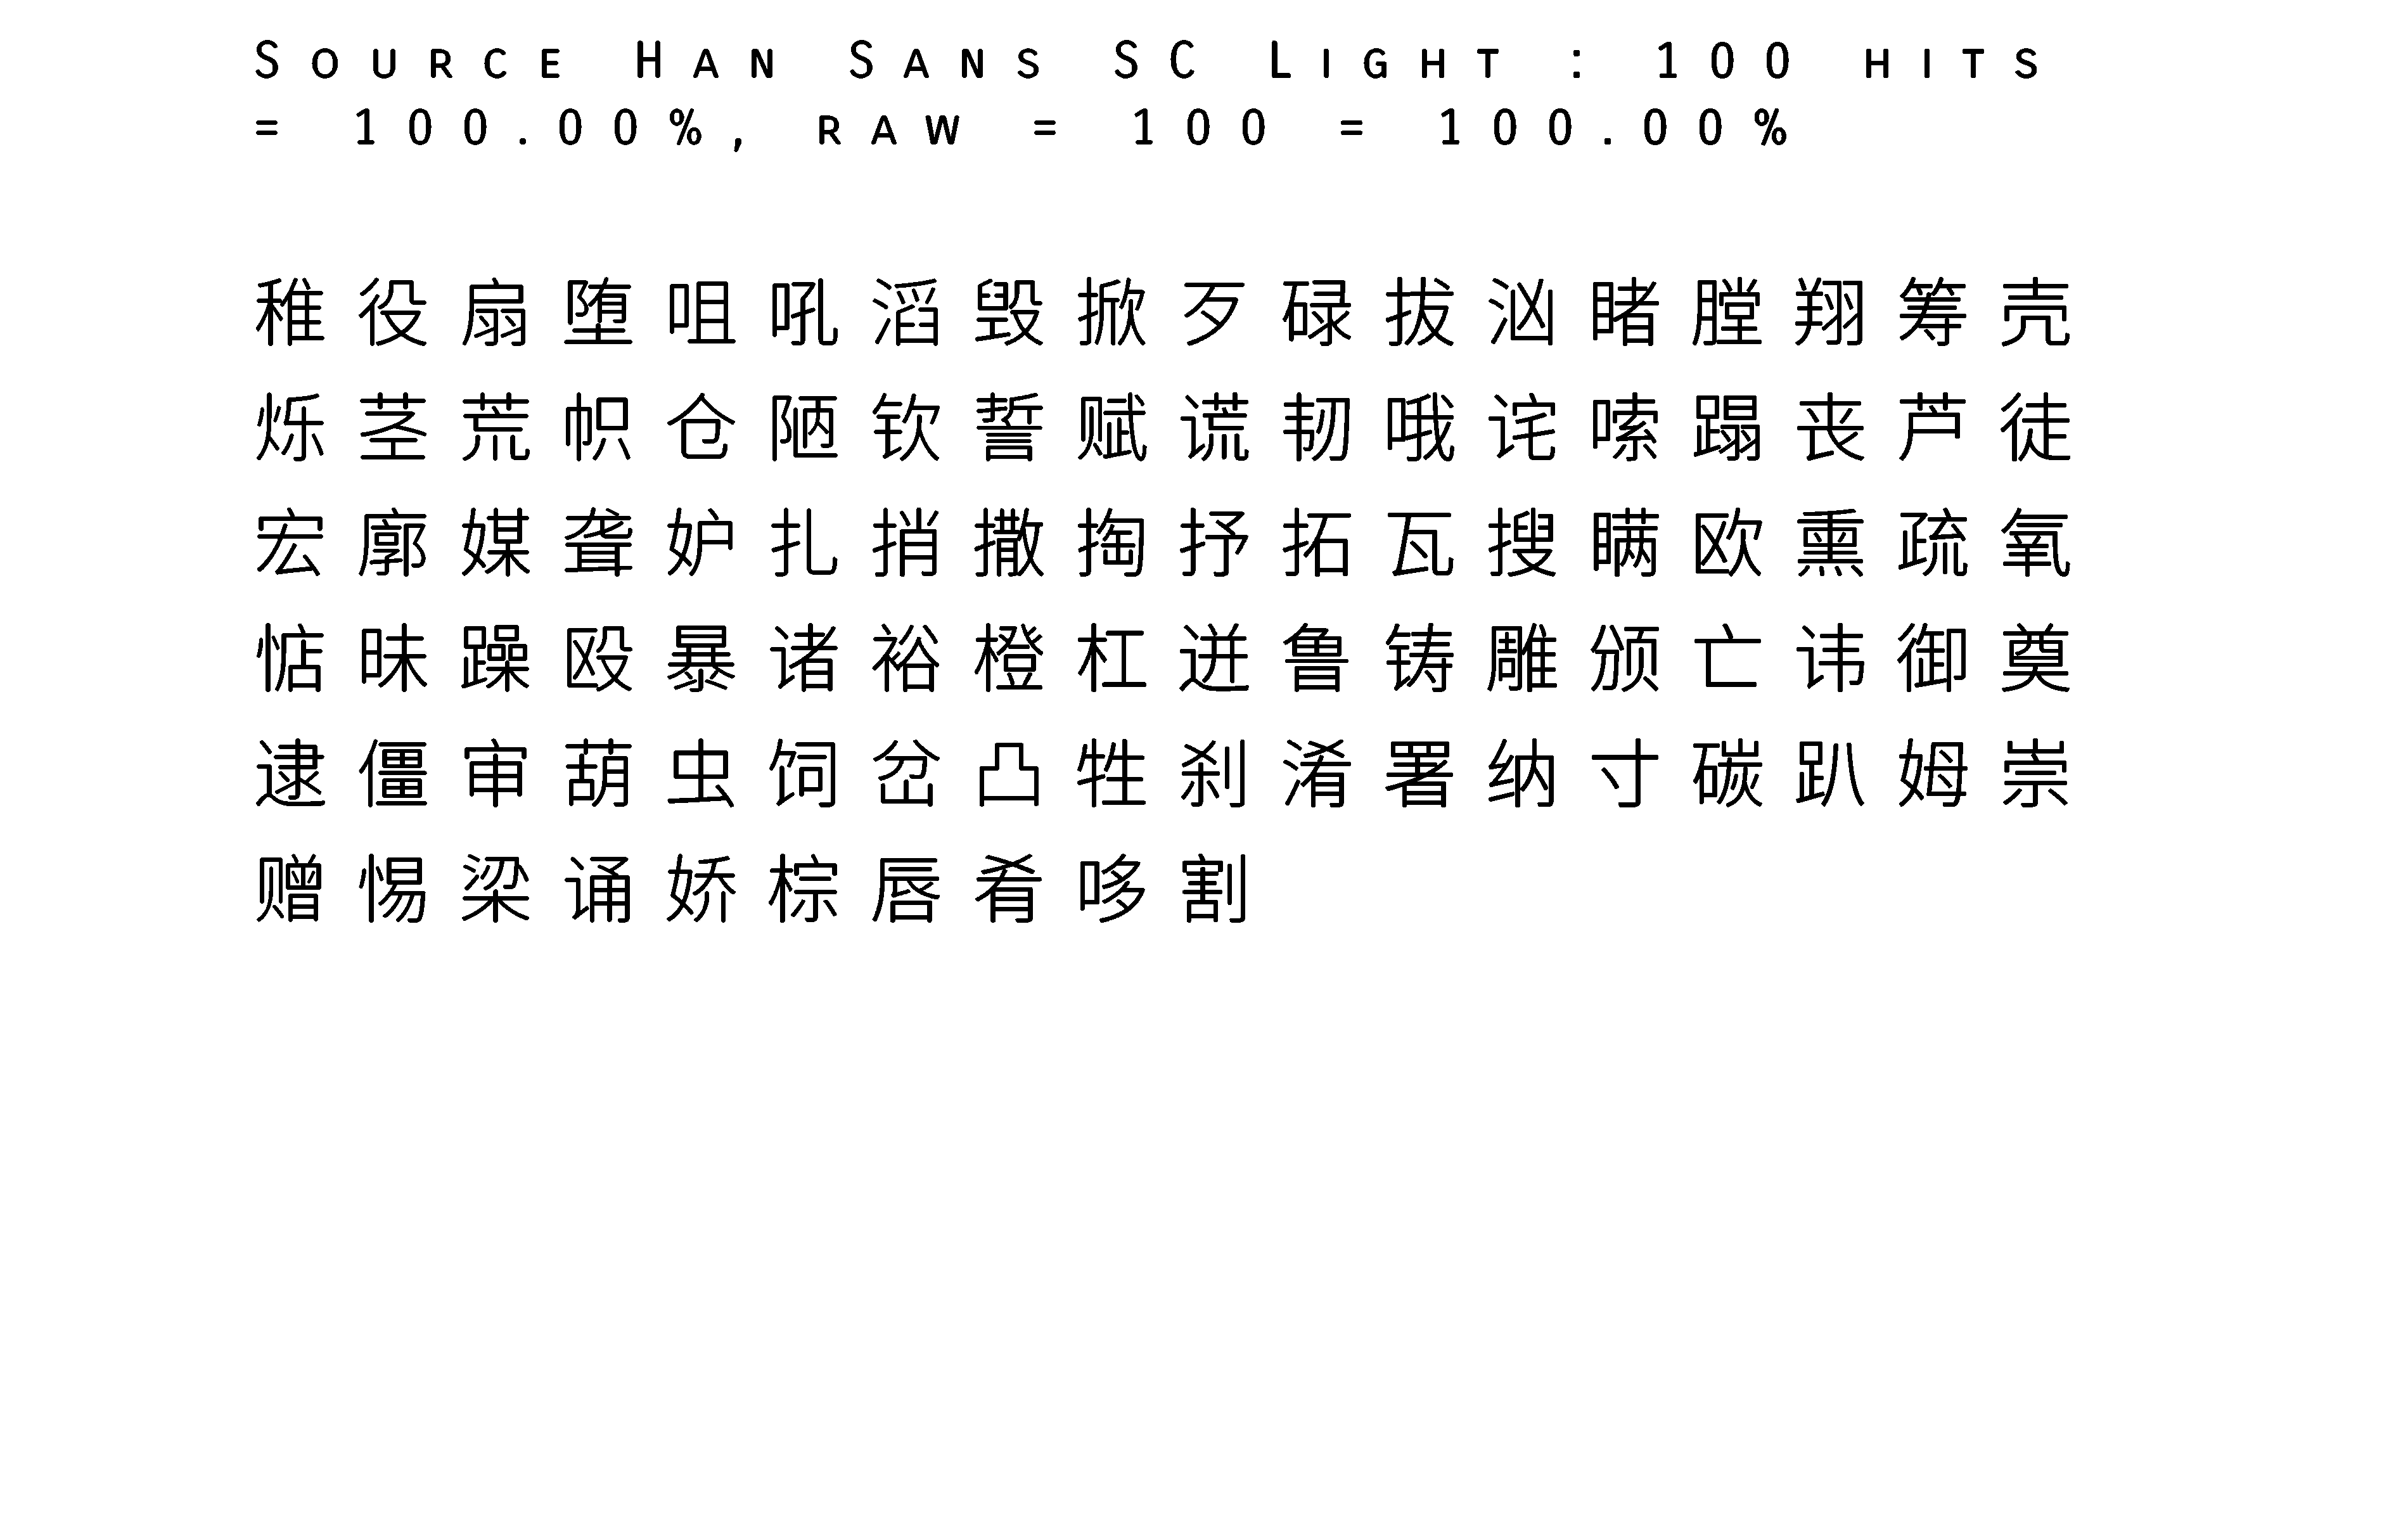 Source Han Sans SC Light : 100 hits
= 100.00%, raw = 100 = 100.00%
稚役扇堕咀吼滔毁掀歹碌拔汹睹膛翔筹壳
烁茎荒帜仓陋钦誓赋谎韧哦诧嗦蹋丧芦徒
宏廓媒聋妒扎捎撒掏抒拓瓦搜瞒欧熏疏氧
惦昧躁殴暴诸裕橙杠迸鲁铸雕颁亡讳御奠
逮僵审葫虫饲岔凸牲刹淆署纳寸碳趴姆崇
赠惕梁诵娇棕唇肴哆割